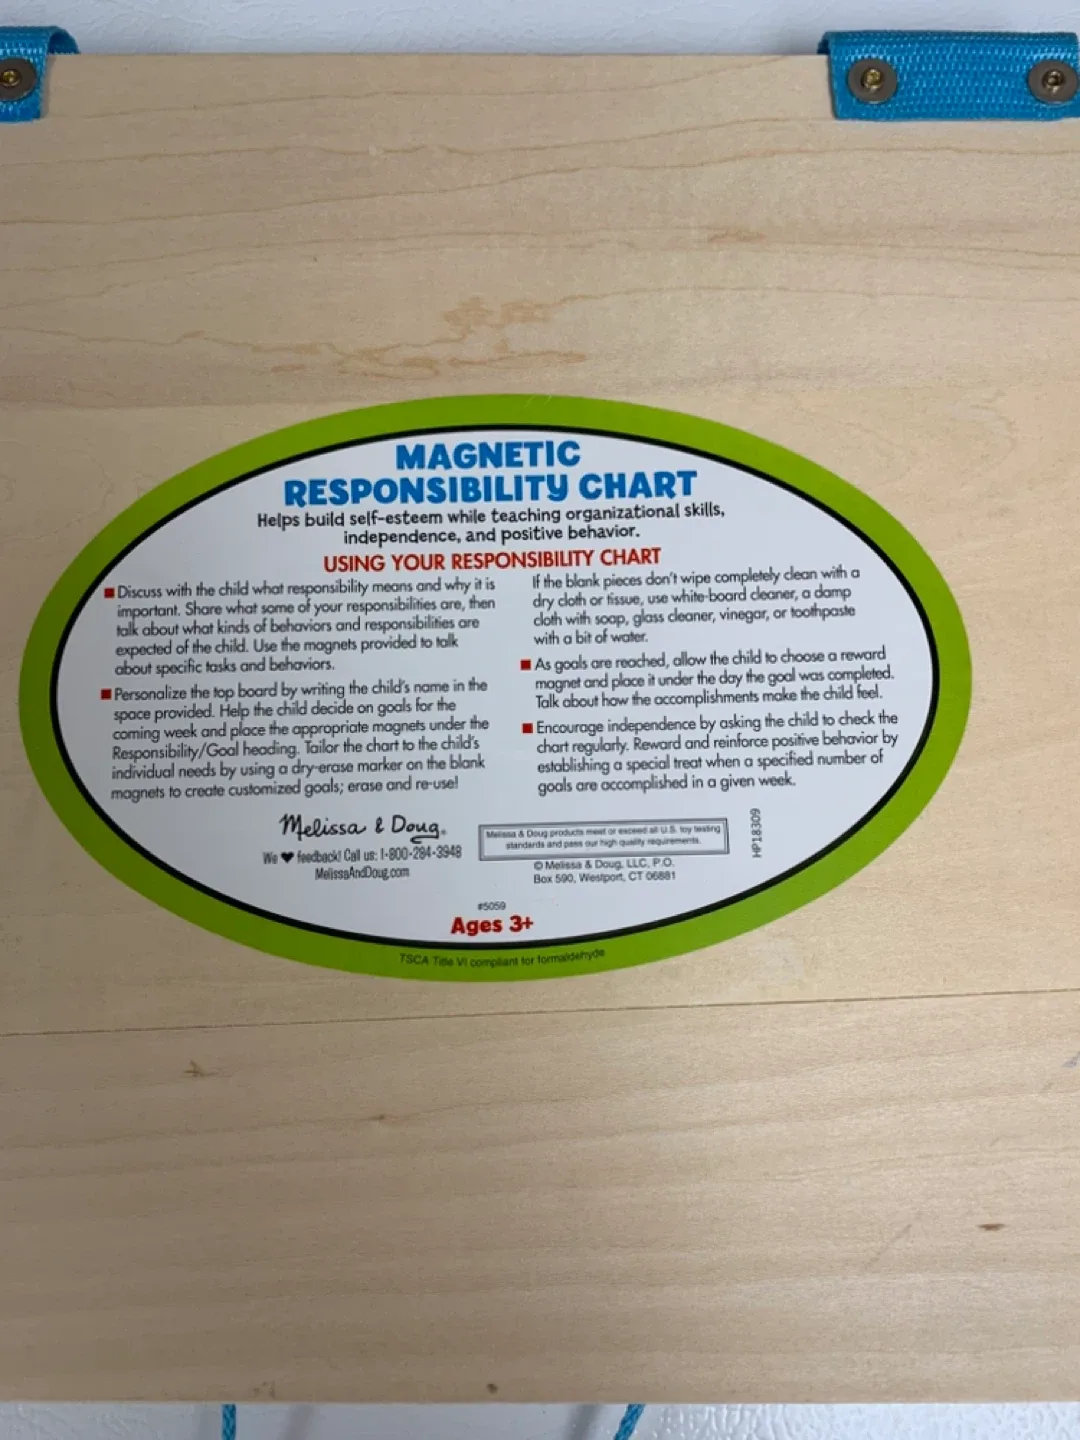 MAGNETIC
RESPONSIBILITY CHART
Helps build self-esteem while teaching organizational skills,
independence, and positive behavior.
USING YOUR RESPONSIBILITY CHART
Discuss with the child what responsibility means and why it is
important. Share what some of your responsibilities are, then
talk about what kinds of behaviors and responsibilities are
expected of the child. Use the magnets provided to talk
about specific tasks and behaviors.
Personalize the top board by writing the child's name in the
space provided. Help the child decide on goals for the
coming week and place the appropriate magnets under the
Responsibility/Goal heading. Tailor the chart to the child's
individual needs by using a dry-erase marker on the blank
magnets to create customized goals; erase and re-use!
If the blank pieces don't wipe completely clean with a
dry cloth or tissue, use white-board cleaner, a damp
cloth with soap, glass cleaner, vinegar, or toothpaste
with a bit of water.
As goals are reached, allow the child to choose a reward
magnet and place it under the day the goal was completed.
Talk about how the accomplishments make the child feel.
Encourage independence by asking the child to check the
chart regularly. Reward and reinforce positive behavior by
establishing a special treat when a specified number of
goals are accomplished in a given week.
Melissa & Doug.
We ♥ feedback! Call us: 1-800-284-3948
MelissaAndDoug.com
Melissa & Doug products meet or exceed all U.S. toy testing
standards and pass our high quality requirements.
© Melissa & Doug, LLC, P.O.
Box 590, Westport, CT 06881
HP18309
#5059
Ages 3+
TSCA Title VI compliant for formaldehyde